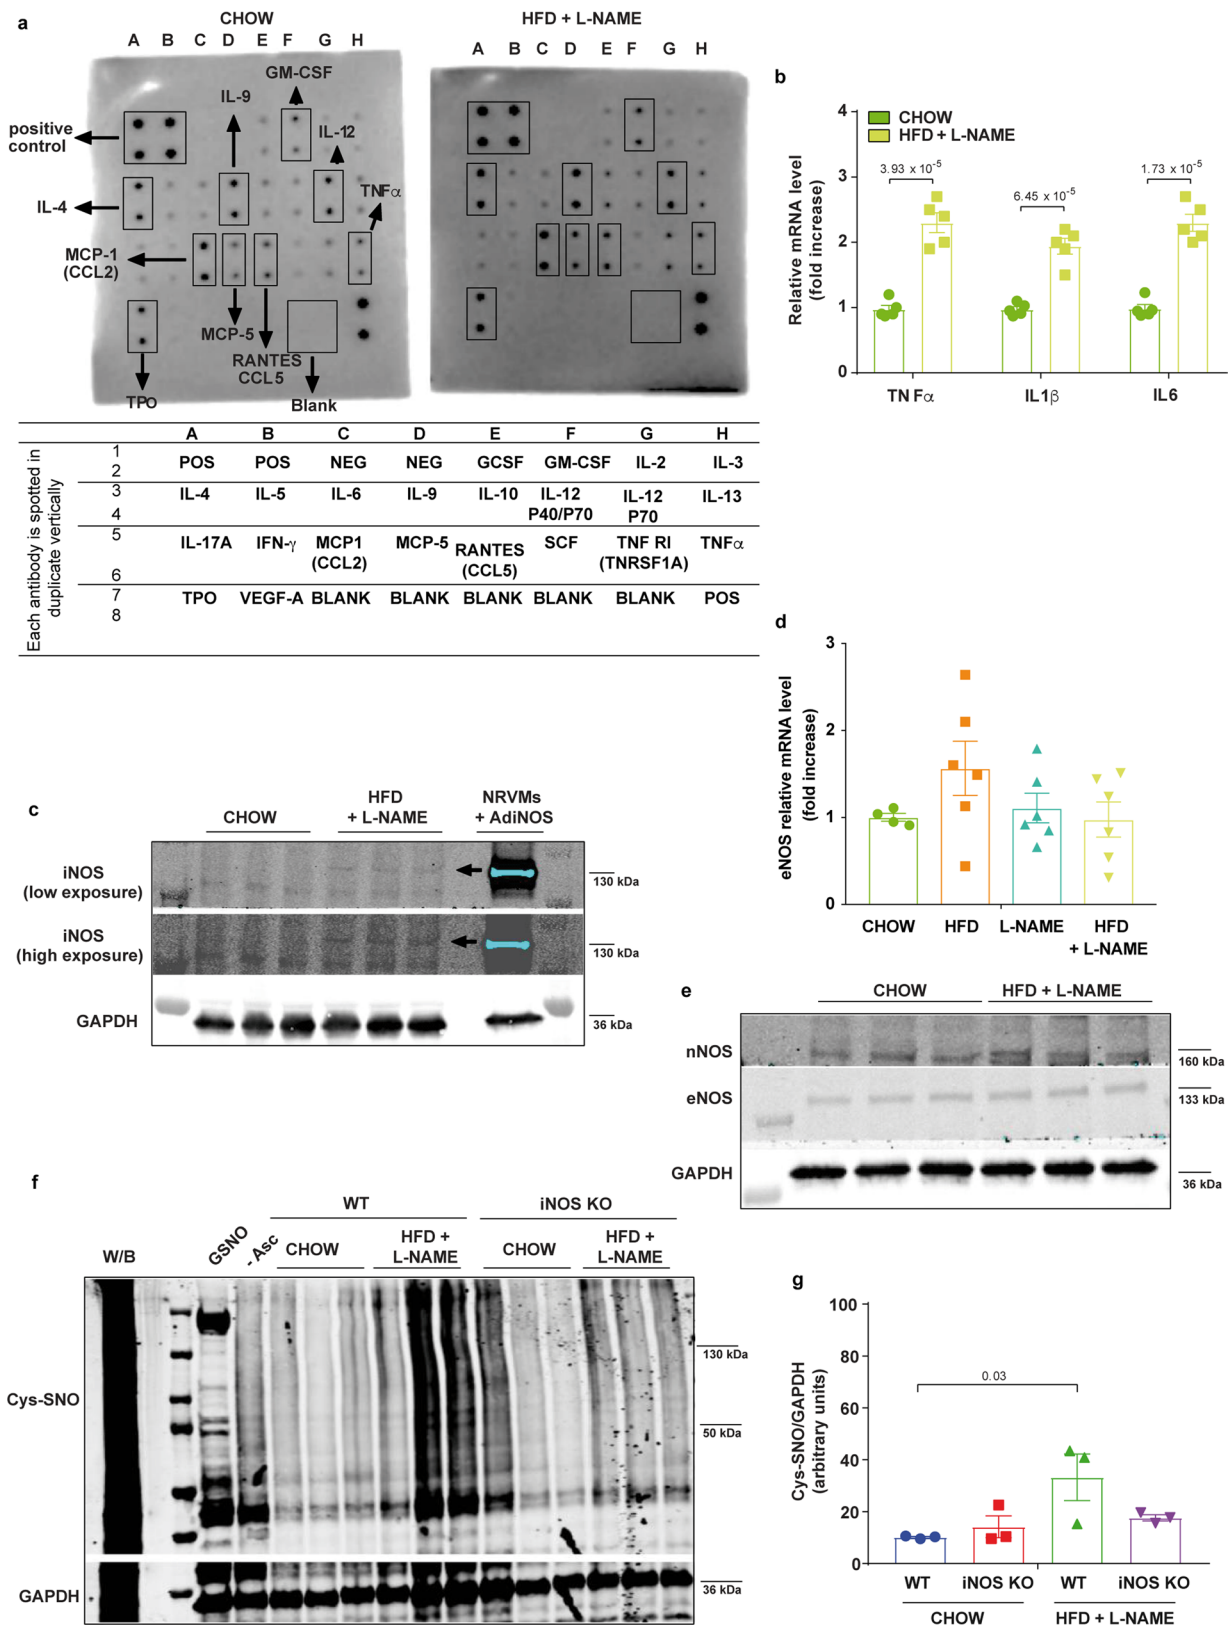 a
CHOW
HFD + L-NAME
A B C D E F G H
A B C D E F G H
GM-CSF
IL-9
IL-12
positive
control
TNFα
IL-4
MCP-1
(CCL2)
MCP-5
RANTES
CCL5
TPO
Blank
Each antibody is spotted in
duplicate vertically
A B C D E F G H
1
2
POS POS NEG NEG GCSF GM-CSF IL-2 IL-3
3
IL-4 IL-5 IL-6 IL-9 IL-10 IL-12 IL-12 IL-13
4
P40/P70 P70
5
IL-17A IFN-γ MCP1 MCP-5 RANTES SCF TNF RI TNFα
(CCL2) (CCL5) (TNRSF1A)
6
7
TPO VEGF-A BLANK BLANK BLANK BLANK BLANK POS
8
b
CHOW
HFD + L-NAME
Relative mRNA level
(fold increase)
4
3
2
1
0
3.93 x 10-5
6.45 x 10-5
1.73 x 10-5
TNFα
IL1β
IL6
c
CHOW
HFD
+ L-NAME
NRVMs
+ AdiNOS
iNOS
(low exposure)
130 kDa
iNOS
(high exposure)
130 kDa
GAPDH
36 kDa
d
eNOS relative mRNA level
(fold increase)
3
2
1
0
CHOW
HFD
L-NAME
HFD
+ L-NAME
e
CHOW
HFD + L-NAME
nNOS
160 kDa
eNOS
133 kDa
GAPDH
36 kDa
f
WT
iNOS KO
W/B
GSNO
-Asc
CHOW
HFD +
L-NAME
CHOW
HFD +
L-NAME
130 kDa
Cys-SNO
50 kDa
GAPDH
36 kDa
g
Cys-SNO/GAPDH
(arbitrary units)
100
80
60
40
20
0
0.03
WT iNOS KO WT iNOS KO
CHOW HFD + L-NAME